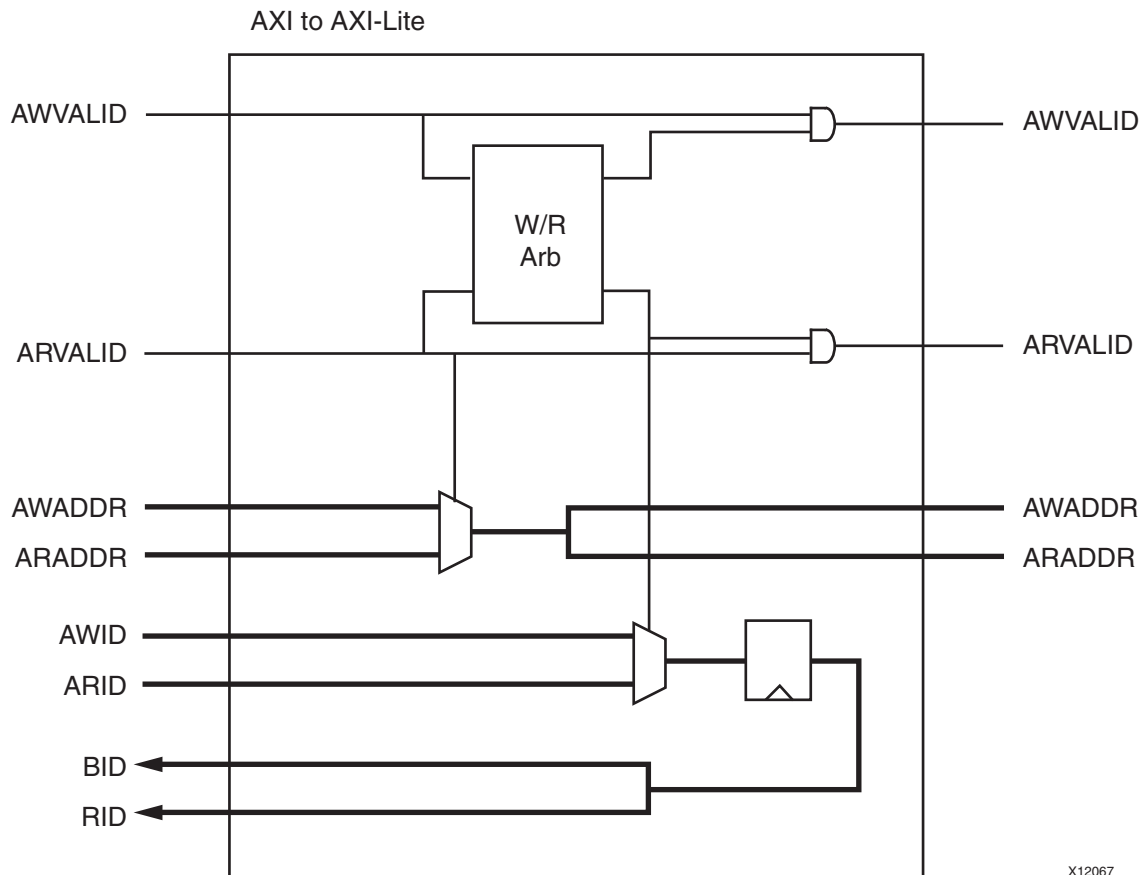 AXI to AXI-Lite
AWVALID
AWVALID
W/R
Arb
ARVALID
ARVALID
AWADDR
AWADDR
ARADDR
ARADDR
AWID
ARID
BID
RID
X12067